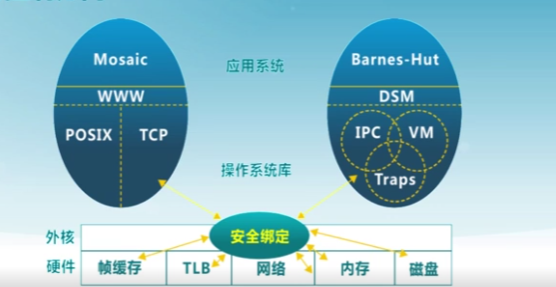 Mosaic
WWW
POSIX
TCP
应用系统
操作系统库
Barnes-Hut
DSM
IPC
VM
Traps
外核
安全绑定
硬件
帧缓存
TLB
网络
内存
磁盘